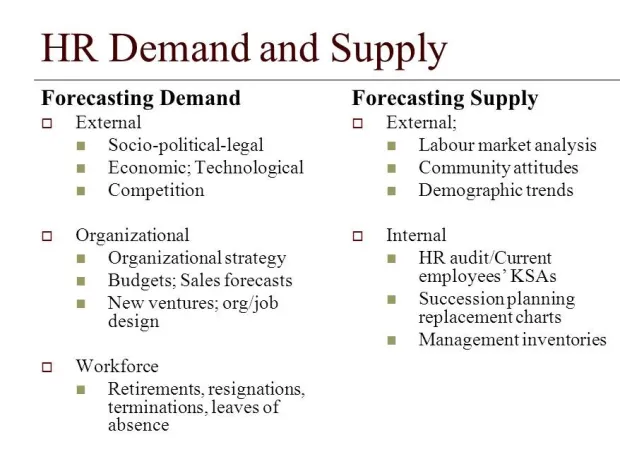 HR Demand and Supply
Forecasting Demand
External
Socio-political-legal
Economic; Technological
Competition
Organizational
Organizational strategy
Budgets; Sales forecasts
New ventures; org/job
design
Workforce
Retirements, resignations,
terminations, leaves of
absence
Forecasting Supply
External;
Labour market analysis
Community attitudes
Demographic trends
Internal
HR audit/Current
employees' KSAs
Succession planning
replacement charts
Management inventories